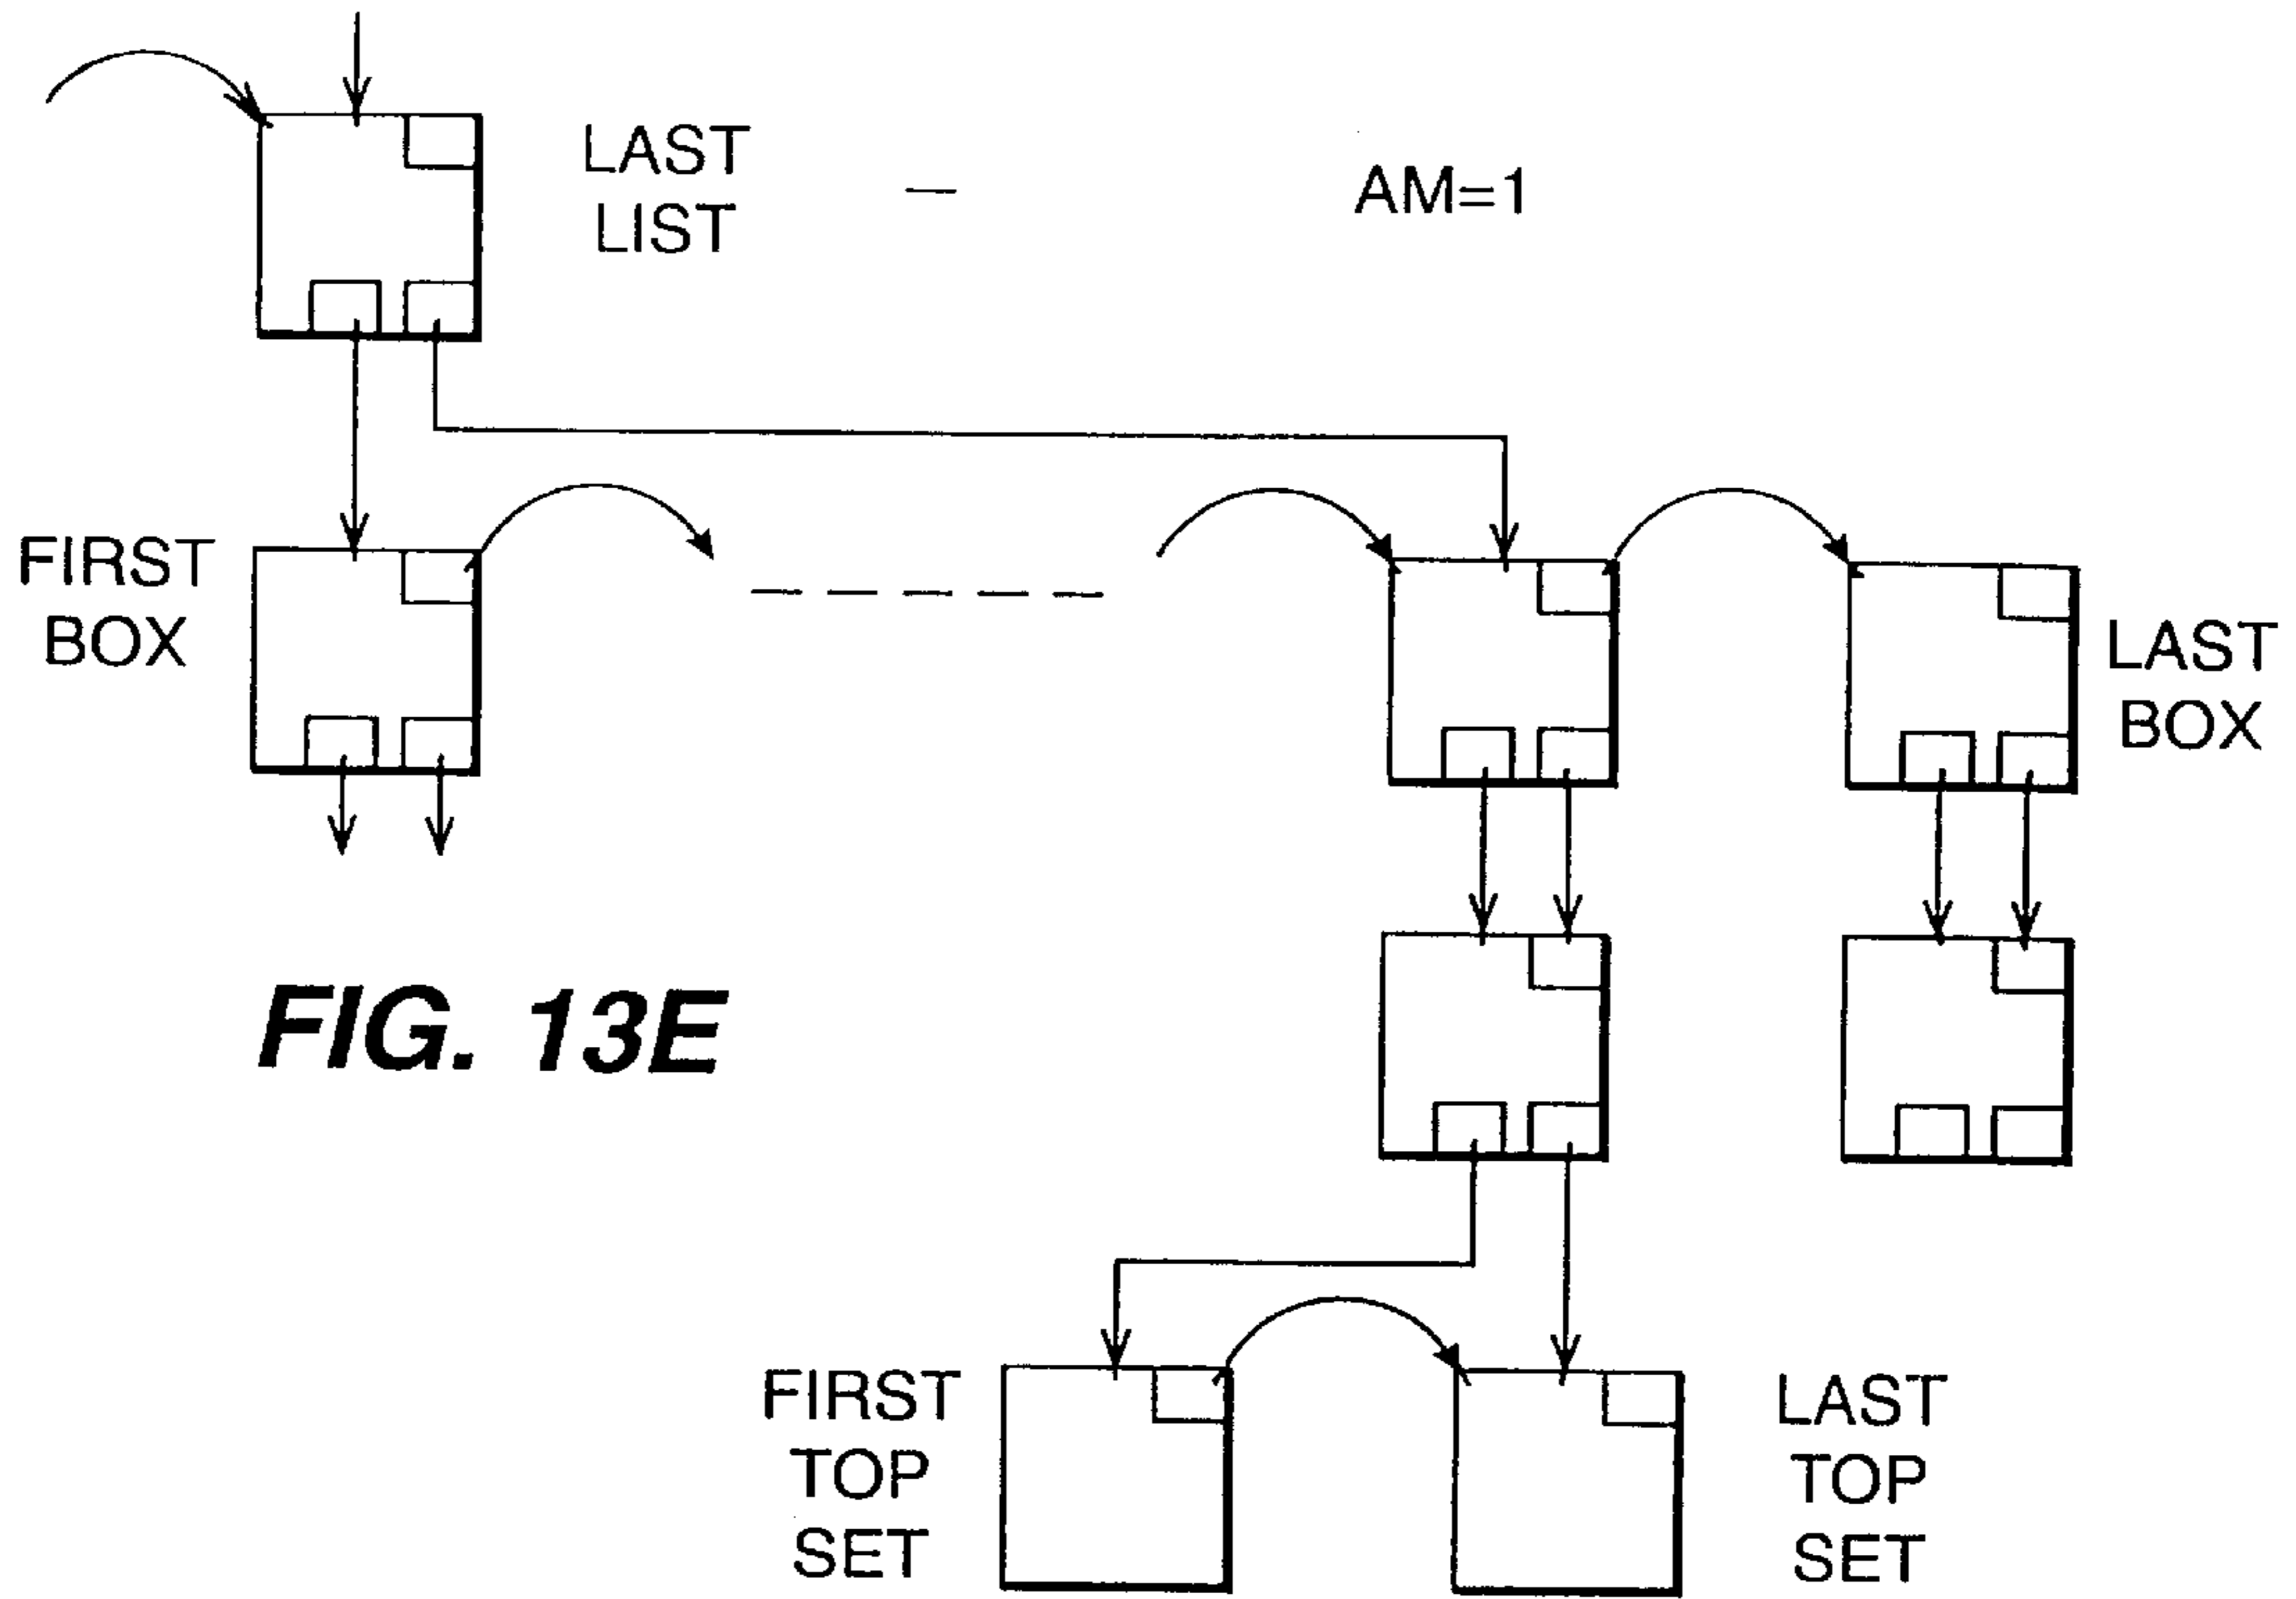 LAST
LIST
— AM=1
FIRST
BOX
LAST
BOX
FIG. 13E
FIRST
TOP
SET
LAST
TOP
SET